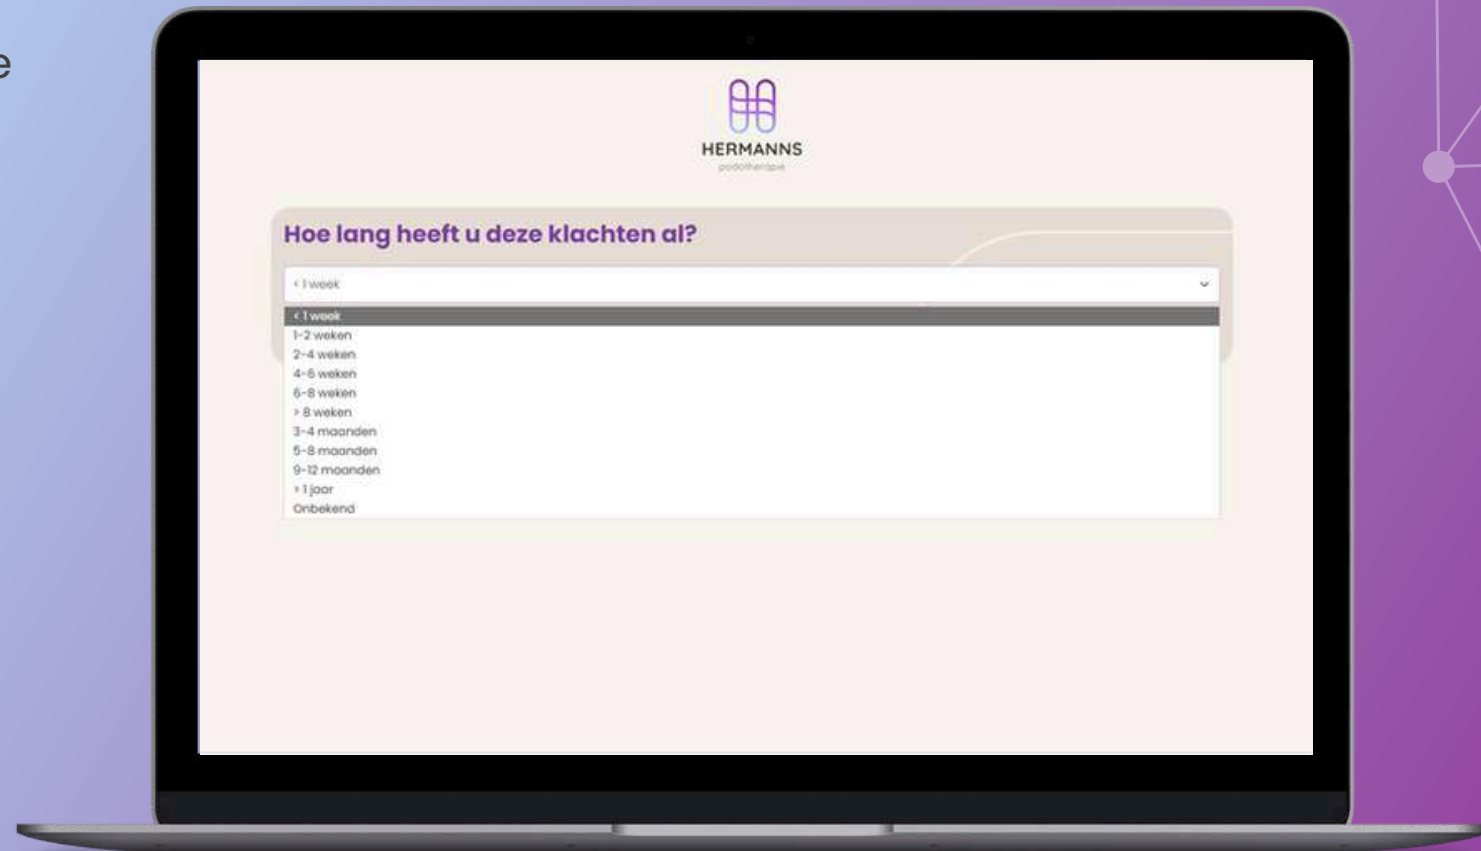 e
HERMANNS
podotherapie
Hoe lang heeft u deze klachten al?
< 1 week
< 1 week
1-2 weken
2-4 weken
4-6 weken
6-8 weken
> 8 weken
3-4 maanden
5-8 maanden
9-12 maanden
> 1 jaar
Onbekend